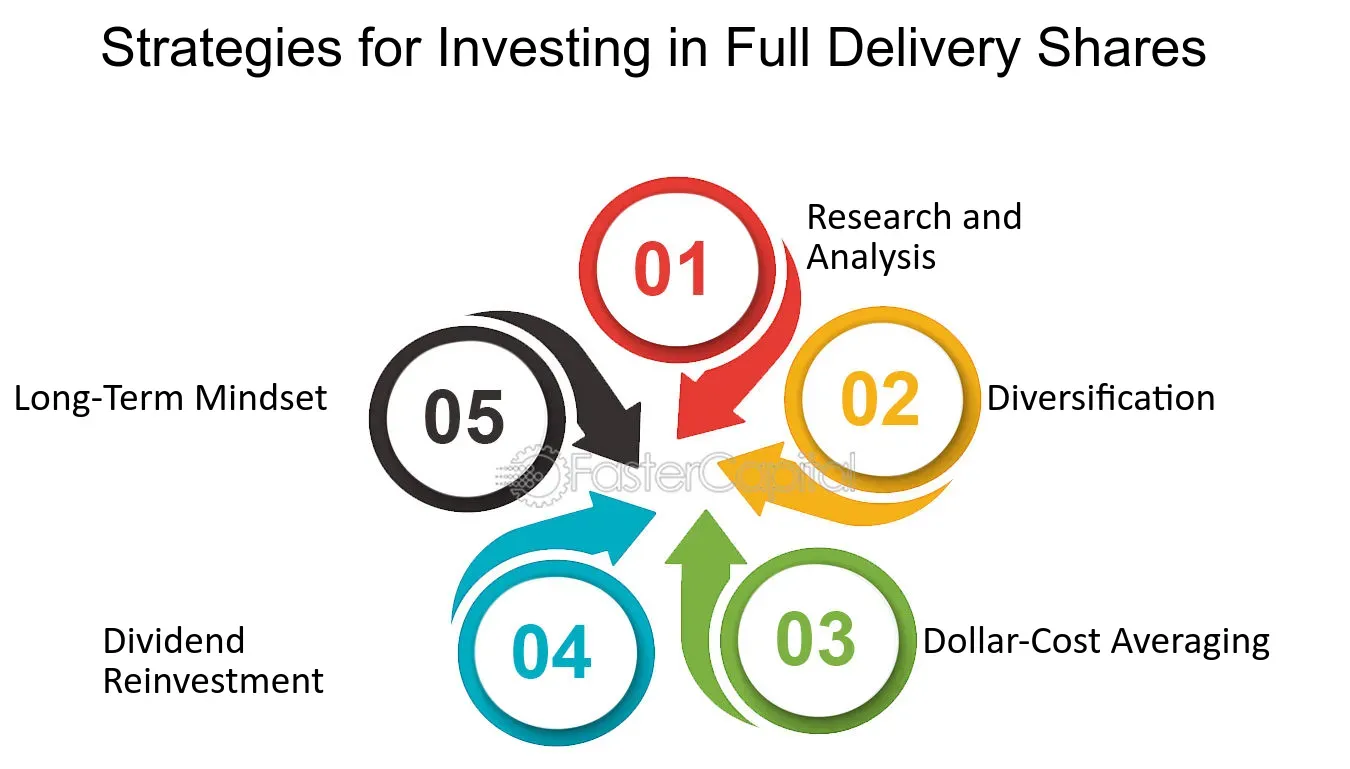 Strategies for Investing in Full Delivery Shares
01
Research and
Analysis
02
Diversification
03
Dollar-Cost Averaging
04
Dividend
Reinvestment
05
Long-Term Mindset
FasterCapital